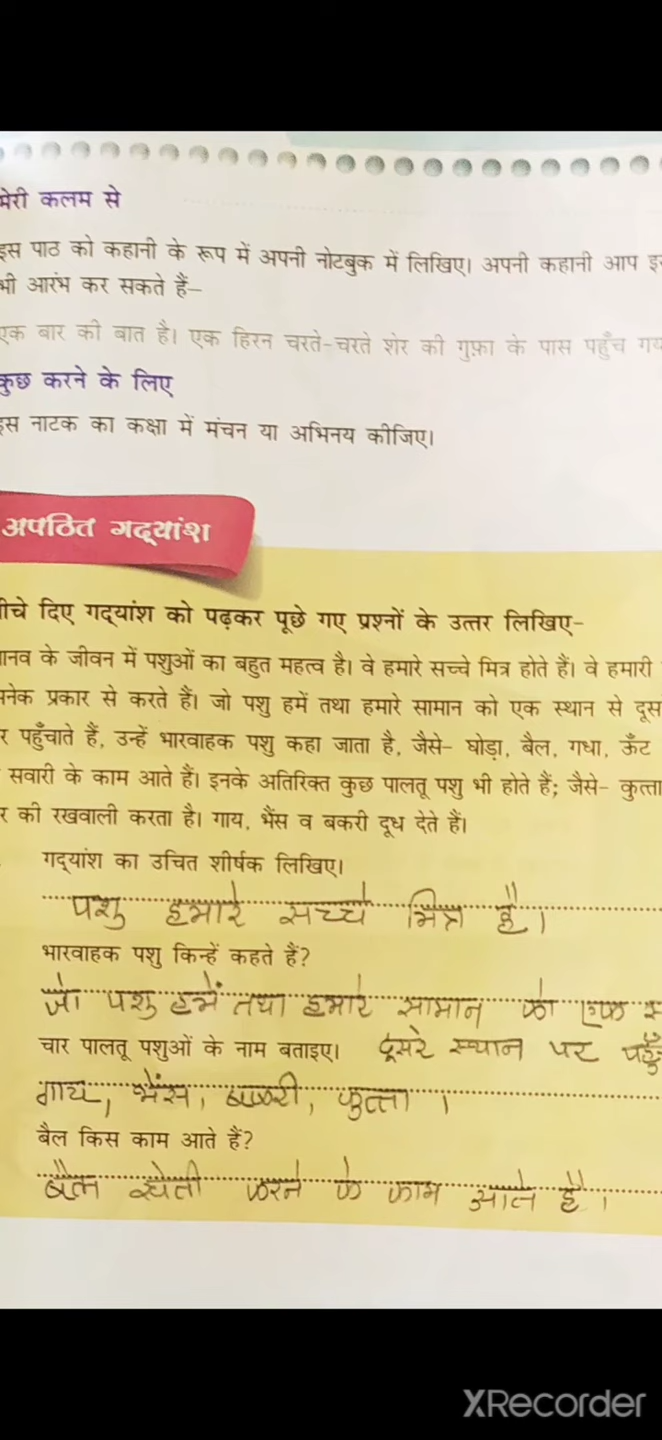 मेरी कलम से
इस पाठ को कहानी के रूप में अपनी नोटबुक में लिखिए। अपनी कहानी आप
भी आरंभ कर सकते हैं–
एक बार की बात है। एक हिरन चरते-चरते शेर की गुफ़ा के पास पहुँच
कुछ करने के लिए
इस नाटक का कक्षा में मंचन या अभिनय कीजिए।
अपठित गद्‌यांश
दिए गद्‌यांश को पढ़कर पूछे गए प्रश्नों के उत्तर लिखिए–
के जीवन में पशुओं का बहुत महत्व है। वे हमारे सच्चे मित्र होते हैं। वे हमारी
प्रकार से करते हैं। जो पशु हमें तथा हमारे सामान को एक स्थान से
पहुँचाते हैं, उन्हें भारवाहक पशु कहा जाता है, जैसे– घोड़ा, बैल, गधा, ऊँट
सवारी के काम आते हैं। इनके अतिरिक्त कुछ पालतू पशु भी होते हैं; जैसे– कुत्ता
की रखवाली करता है। गाय, भैंस व बकरी दूध देते हैं।
गद्‌यांश का उचित शीर्षक लिखिए।
पशु हमारे सच्चे मित्र है।
भारवाहक पशु किन्हें कहते हैं?
जो पशु हमें तथा हमारे सामान को एक
चार पालतू पशुओं के नाम बताइए। दूसरे स्थान पर
गाय, भैंस, बकरी, कुत्ता ।
बैल किस काम आते हैं?
बैल खेती करने के काम आते है।
XRecorder